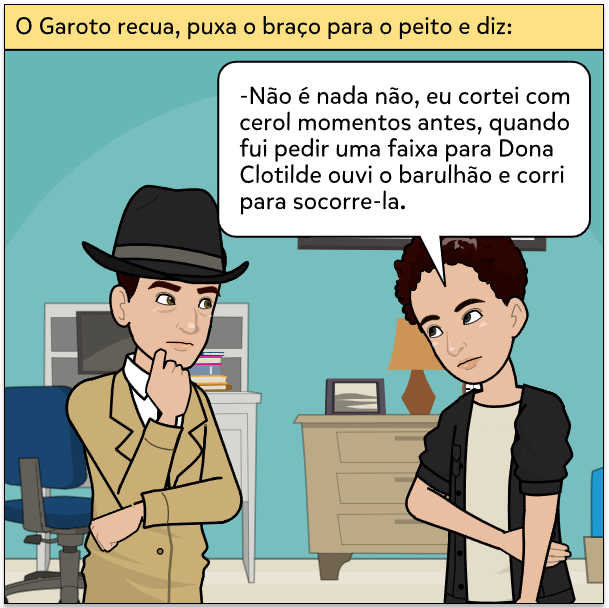 O Garoto recua, puxa o braço para o peito e diz:
-Não é nada não, eu cortei com
cerol momentos antes, quando
fui pedir uma faixa para Dona
Clotilde ouvi o barulhão e corri
para socorre-la.